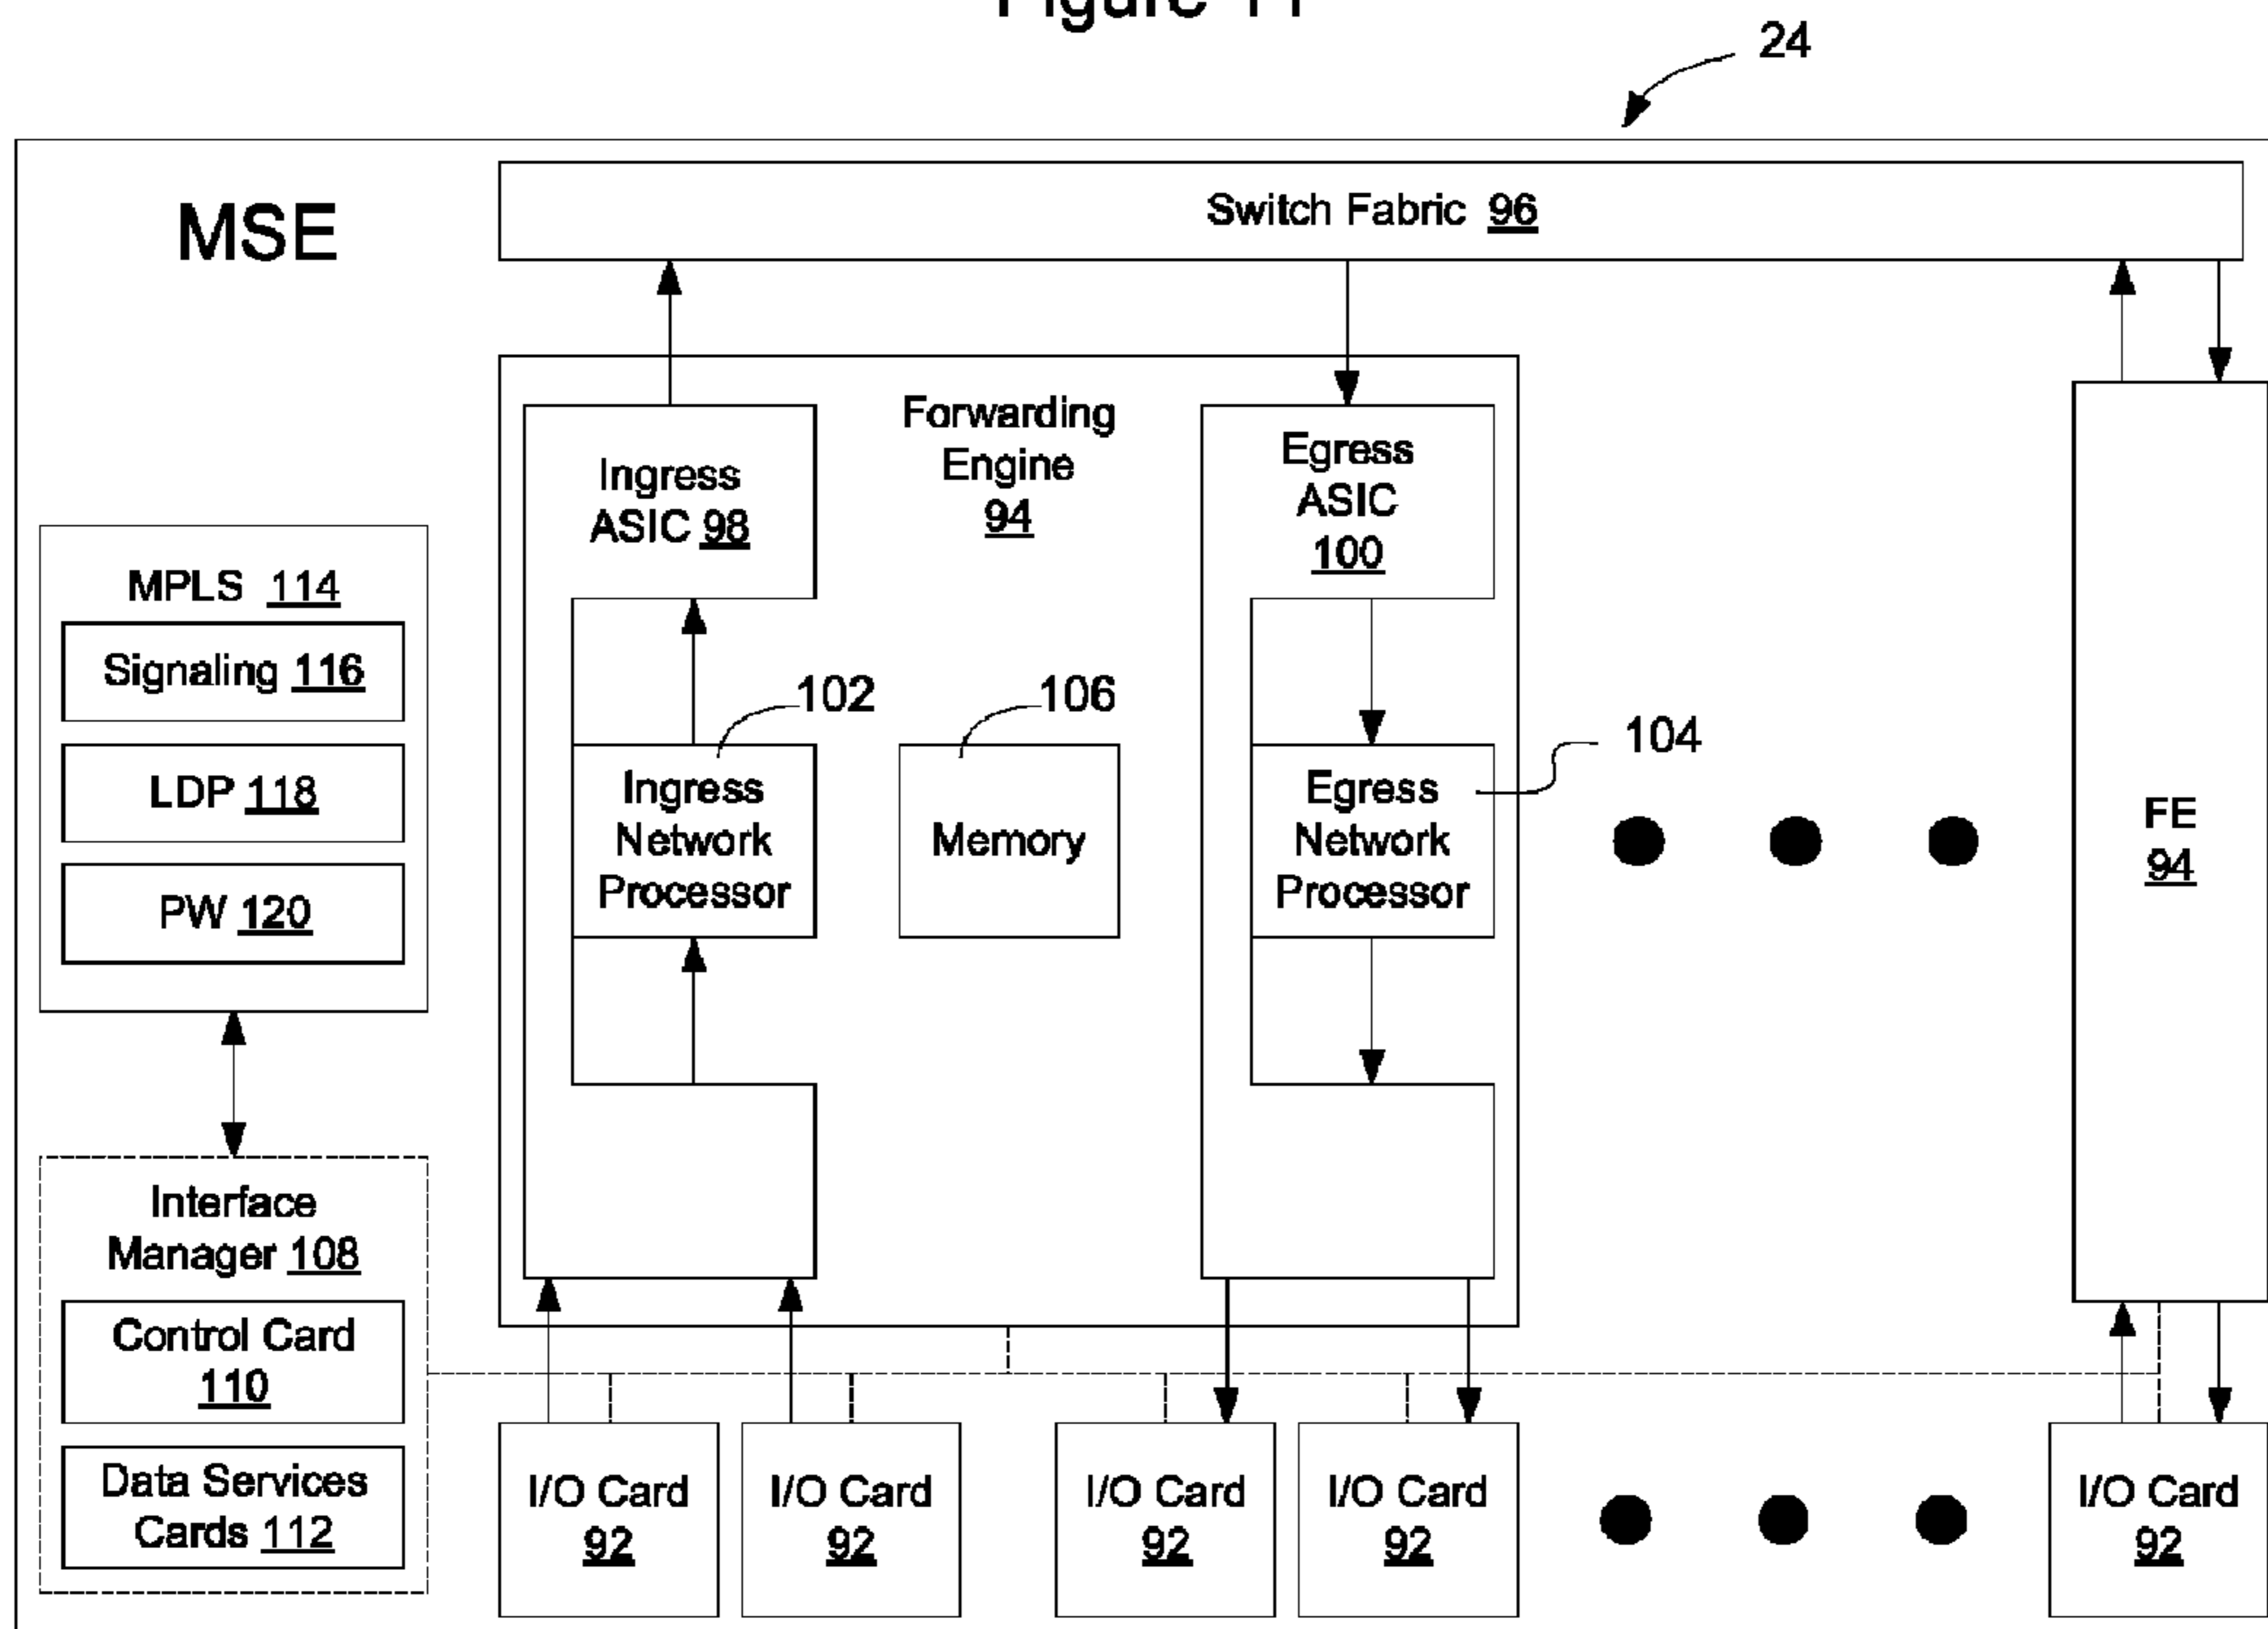 Figure 11
24
MSE
Switch Fabric 96
Forwarding
Engine
94
Ingress
ASIC 98
Egress
ASIC
100
MPLS 114
Signaling 116
LDP 118
PW 120
102
106
104
Ingress
Network
Processor
Memory
Egress
Network
Processor
FE
94
Interface
Manager 108
Control Card
110
Data Services
Cards 112
I/O Card
92
I/O Card
92
I/O Card
92
I/O Card
92
I/O Card
92